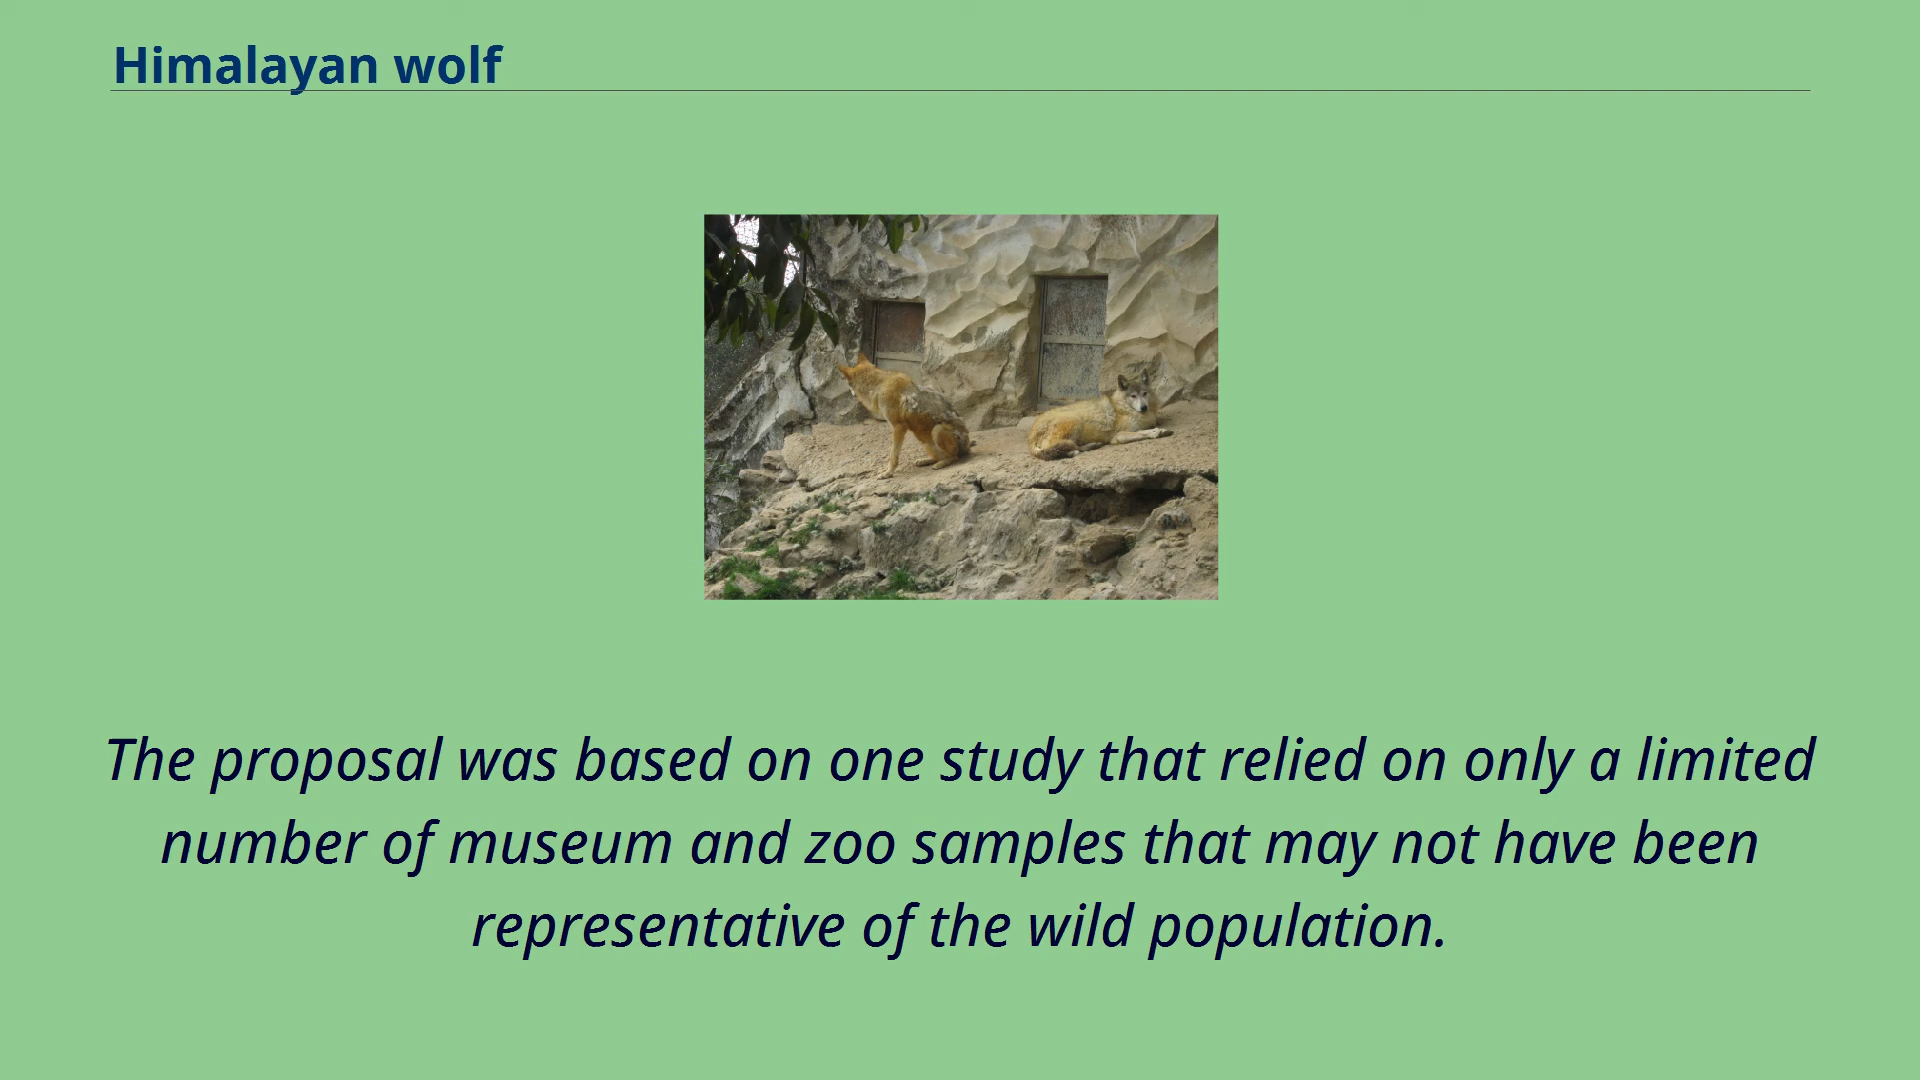 Himalayan wolf
The proposal was based on one study that relied on only a limited
number of museum and zoo samples that may not have been
representative of the wild population.